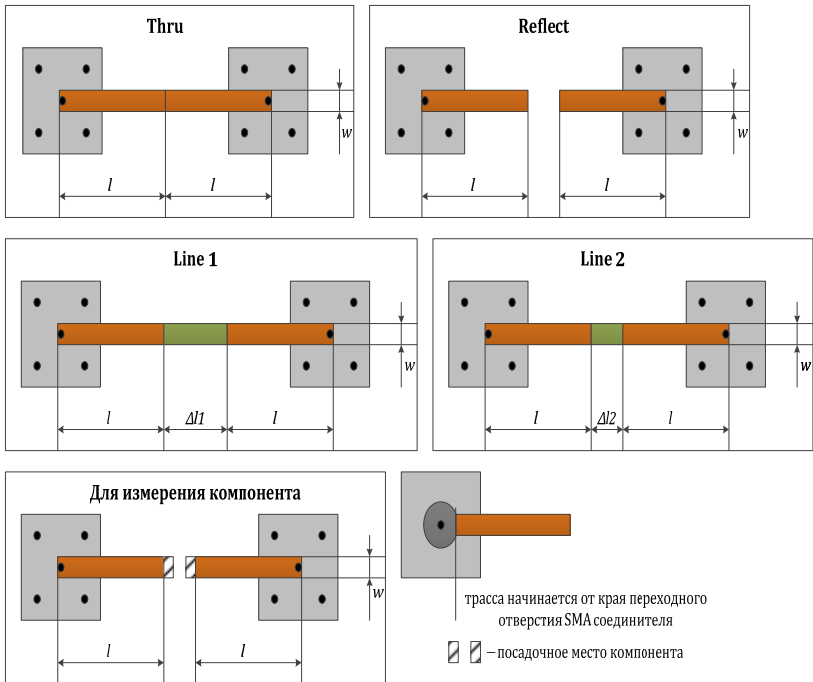 Thru
w
l l
Reflect
w
l l
Line 1
w
l Δl1 l
Line 2
w
l Δl2 l
Для измерения компонента
w
l l
трасса начинается от края переходного
отверстия SMA соединителя
– посадочное место компонента